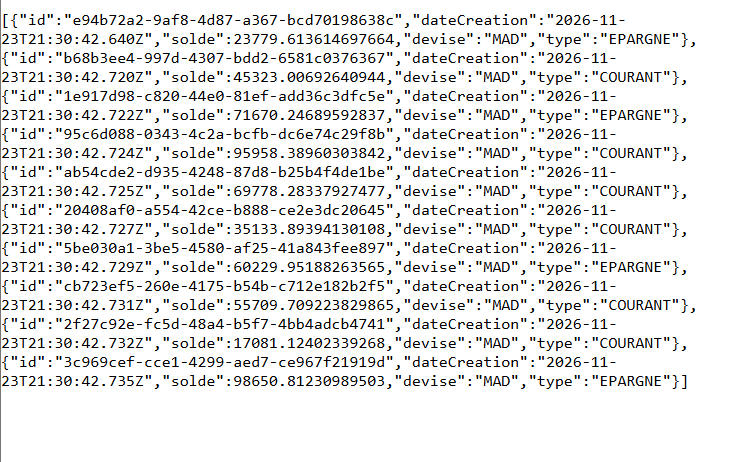 [{"id":"e94b72a2-9af8-4d87-a367-bcd70198638c","dateCreation":"2026-11-
23T21:30:42.640Z","solde":23779.613614697664,"devise":"MAD","type":"EPARGNE"},
{"id":"b68b3ee4-997d-4307-bdd2-6581c0376367","dateCreation":"2026-11-
23T21:30:42.720Z","solde":45323.00692640944,"devise":"MAD","type":"COURANT"},
{"id":"1e917d98-c820-44e0-81ef-add36c3dfc5e","dateCreation":"2026-11-
23T21:30:42.722Z","solde":71670.24689592837,"devise":"MAD","type":"EPARGNE"},
{"id":"95c6d088-0343-4c2a-bcfb-dc6e74c29f8b","dateCreation":"2026-11-
23T21:30:42.724Z","solde":95958.38960303842,"devise":"MAD","type":"COURANT"},
{"id":"ab54cde2-d935-4248-87d8-b25b4f4de1be","dateCreation":"2026-11-
23T21:30:42.725Z","solde":69778.28337927477,"devise":"MAD","type":"COURANT"},
{"id":"20408af0-a554-42ce-b888-ce2e3dc20645","dateCreation":"2026-11-
23T21:30:42.727Z","solde":35133.89394130108,"devise":"MAD","type":"COURANT"},
{"id":"5be030a1-3be5-4580-af25-41a843fee897","dateCreation":"2026-11-
23T21:30:42.729Z","solde":60229.95188263565,"devise":"MAD","type":"EPARGNE"},
{"id":"cb723ef5-260e-4175-b54b-c712e182b2f5","dateCreation":"2026-11-
23T21:30:42.731Z","solde":55709.709223829865,"devise":"MAD","type":"COURANT"},
{"id":"2f27c92e-fc5d-48a4-b5f7-4bb4adcb4741","dateCreation":"2026-11-
23T21:30:42.732Z","solde":17081.12402339268,"devise":"MAD","type":"COURANT"},
{"id":"3c969cef-cce1-4299-aed7-ce967f21919d","dateCreation":"2026-11-
23T21:30:42.735Z","solde":98650.81230989503,"devise":"MAD","type":"EPARGNE"}]